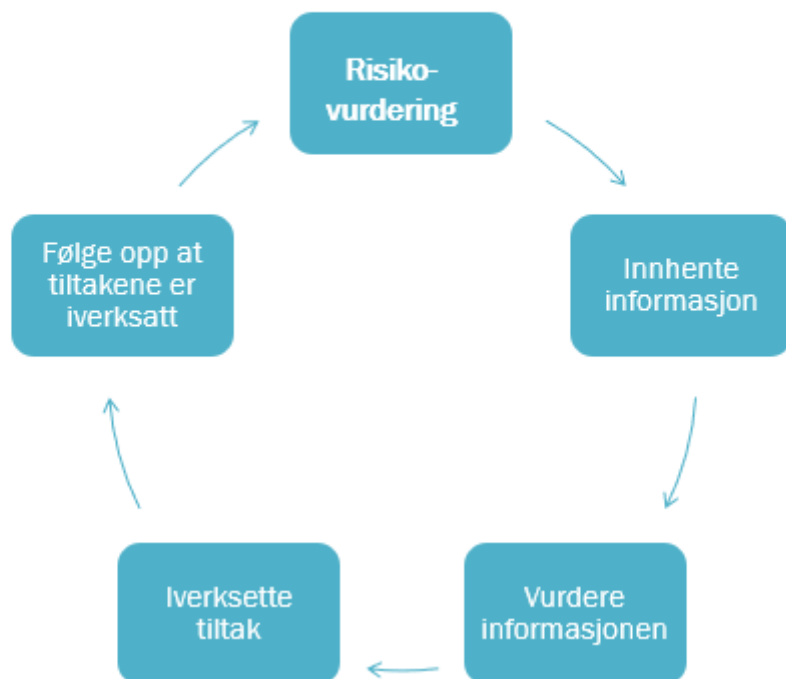 Risiko-
vurdering
Innhente
informasjon
Vurdere
informasjonen
Iverksette
tiltak
Følge opp at
tiltakene er
iverksatt